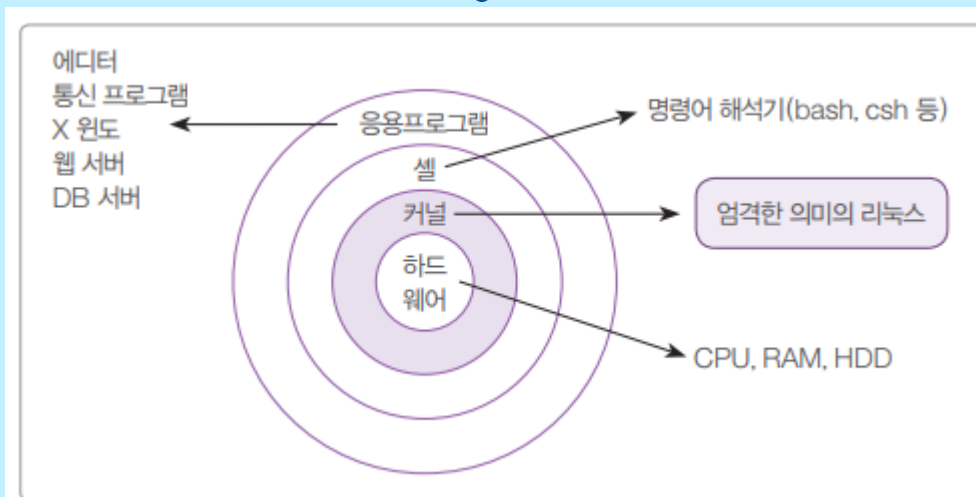 에디터
통신 프로그램
X 윈도
웹 서버
DB 서버
응용프로그램
셸
커널
하드
웨어
명령어 해석기(bash, csh 등)
엄격한 의미의 리눅스
CPU, RAM, HDD